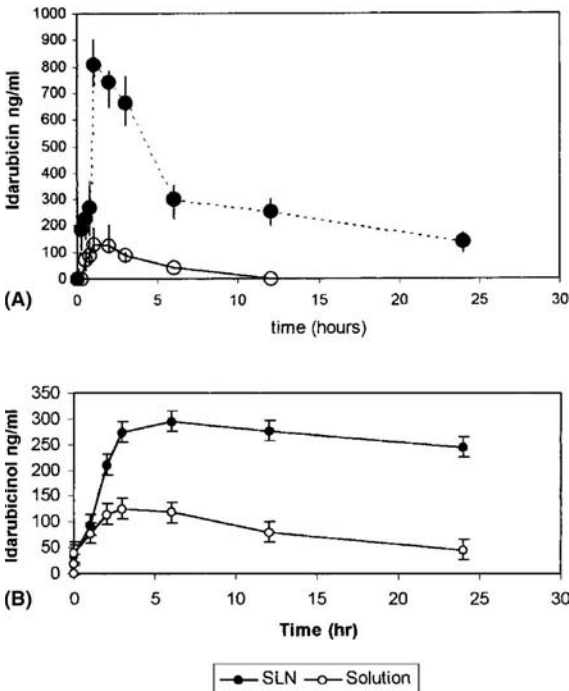 Idarubicin ng/ml
1000
900
800
700
600
500
400
300
200
100
0
0 5 10 15 20 25 30
(A)
time (hours)
Idarubicinol ng/ml
350
300
250
200
150
100
50
0
0 5 10 15 20 25 30
(B)
Time (hr)
SLN Solution